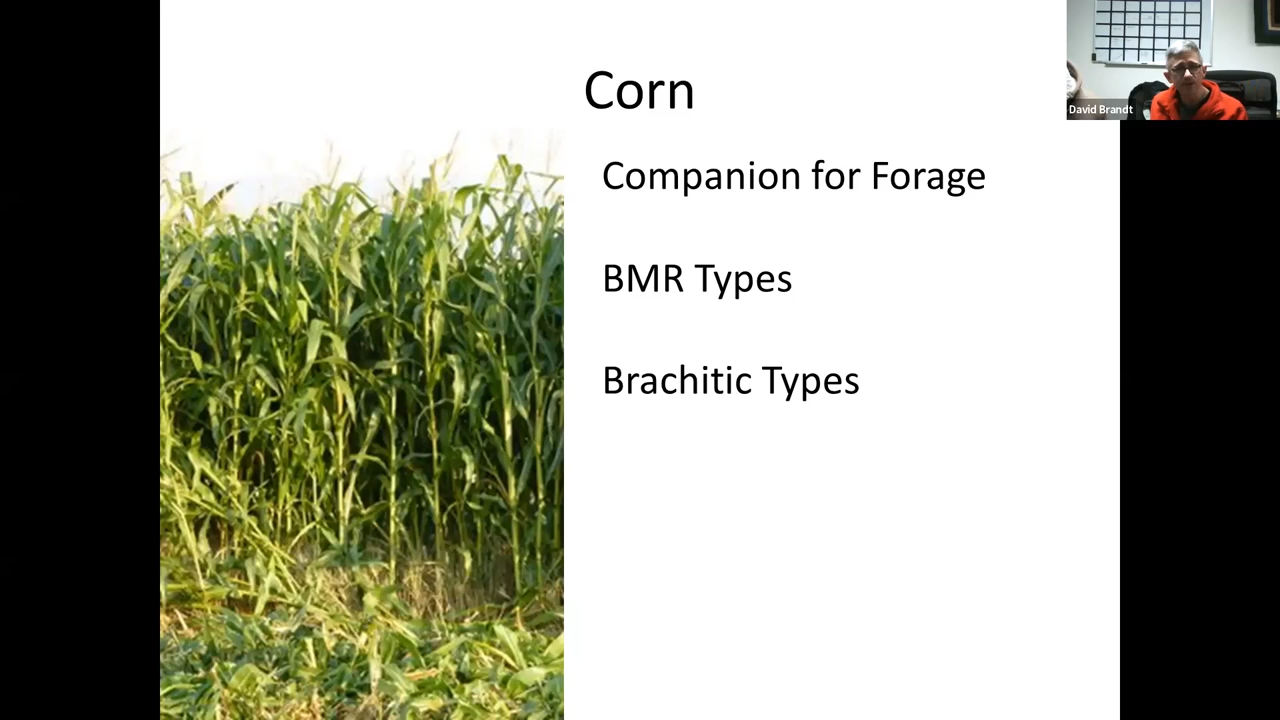 Corn
Companion for Forage
BMR Types
Brachitic Types
David Brandt